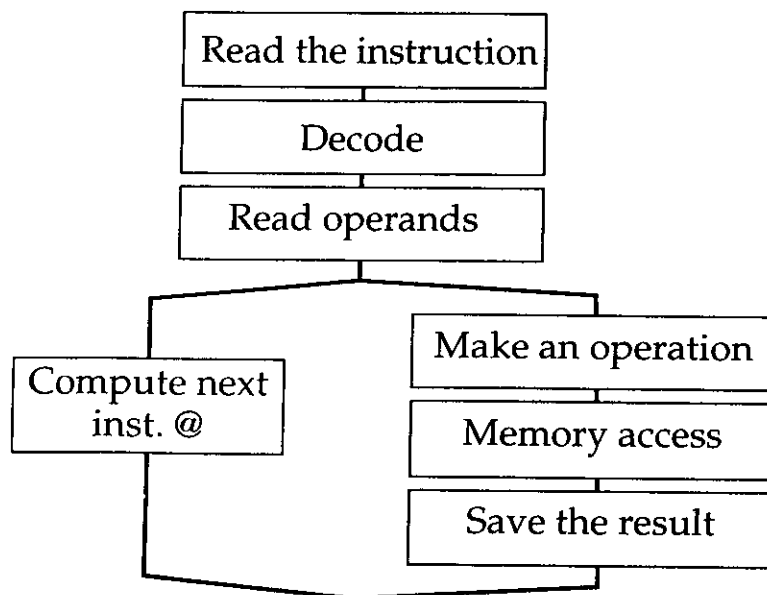 Read the instruction
Decode
Read operands
Compute next
inst. @
Make an operation
Memory access
Save the result